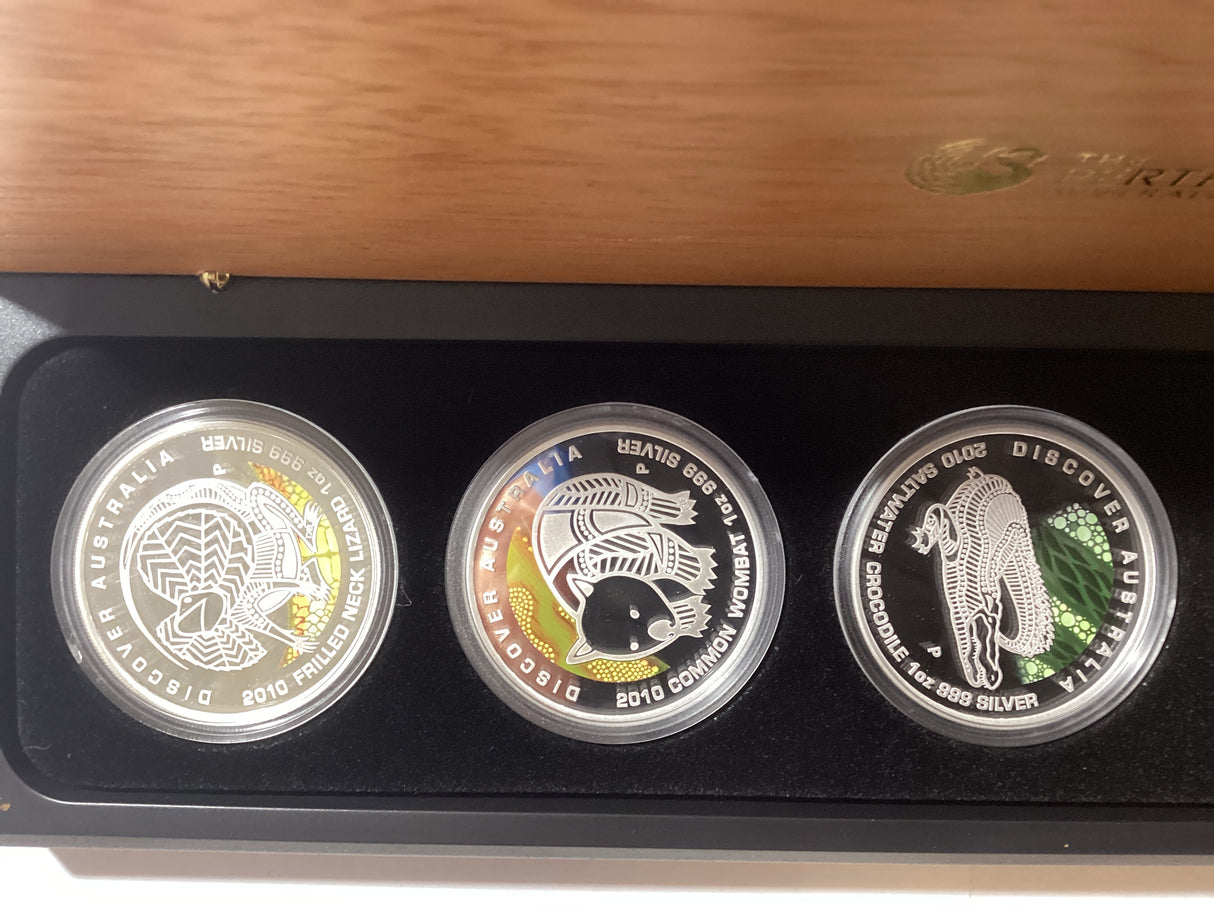 THE
PERTH
DISCOVER AUSTRALIA
2010 FRILLED NECK LIZARD 1oz 999 SILVER
P
DISCOVER AUSTRALIA
2010 COMMON WOMBAT 1oz 999 SILVER
P
DISCOVER AUSTRALIA
2010 SALTWATER CROCODILE 1oz 999 SILVER
P